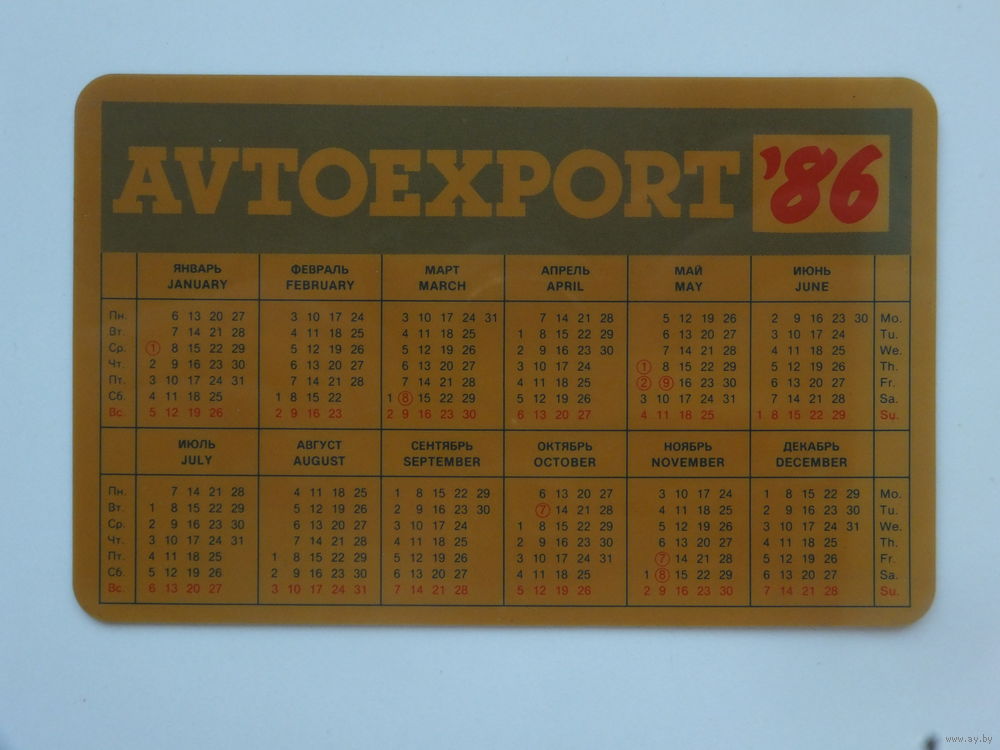 AVTOEXPORT '86
ЯНВАРЬ ФЕВРАЛЬ МАРТ АПРЕЛЬ МАЙ ИЮНЬ
JANUARY FEBRUARY MARCH APRIL MAY JUNE
Пн. 6 13 20 27 3 10 17 24 3 10 17 24 31 7 14 21 28 5 12 19 26 2 9 16 23 30 Mo.
Вт. 7 14 21 28 4 11 18 25 4 11 18 25 1 8 15 22 29 6 13 20 27 3 10 17 24 Tu.
Ср. 1 8 15 22 29 5 12 19 26 5 12 19 26 2 9 16 23 30 7 14 21 28 4 11 18 25 We.
Чт. 2 9 16 23 30 6 13 20 27 6 13 20 27 3 10 17 24 1 8 15 22 29 5 12 19 26 Th.
Пт. 3 10 17 24 31 7 14 21 28 7 14 21 28 4 11 18 25 2 9 16 23 30 6 13 20 27 Fr.
Сб. 4 11 18 25 1 8 15 22 1 8 15 22 29 5 12 19 26 3 10 17 24 31 7 14 21 28 Sa.
Вс. 5 12 19 26 2 9 16 23 2 9 16 23 30 6 13 20 27 4 11 18 25 1 8 15 22 29 Su.
ИЮЛЬ АВГУСТ СЕНТЯБРЬ ОКТЯБРЬ НОЯБРЬ ДЕКАБРЬ
JULY AUGUST SEPTEMBER OCTOBER NOVEMBER DECEMBER
Пн. 7 14 21 28 4 11 18 25 1 8 15 22 29 6 13 20 27 3 10 17 24 1 8 15 22 29 Mo.
Вт. 1 8 15 22 29 5 12 19 26 2 9 16 23 30 7 14 21 28 4 11 18 25 2 9 16 23 30 Tu.
Ср. 2 9 16 23 30 6 13 20 27 3 10 17 24 1 8 15 22 29 5 12 19 26 3 10 17 24 31 We.
Чт. 3 10 17 24 31 7 14 21 28 4 11 18 25 2 9 16 23 30 6 13 20 27 4 11 18 25 Th.
Пт. 4 11 18 25 1 8 15 22 29 5 12 19 26 3 10 17 24 31 7 14 21 28 5 12 19 26 Fr.
Сб. 5 12 19 26 2 9 16 23 30 6 13 20 27 4 11 18 25 1 8 15 22 29 6 13 20 27 Sa.
Вс. 6 13 20 27 3 10 17 24 31 7 14 21 28 5 12 19 26 2 9 16 23 30 7 14 21 28 Su.
www.ay.by